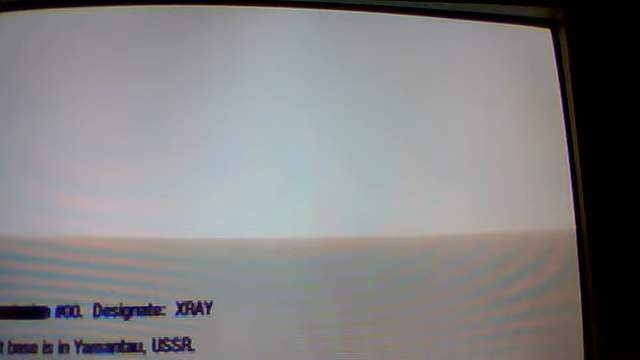 #00. Designate: XRAY
t base is in Yamantau, USSR.